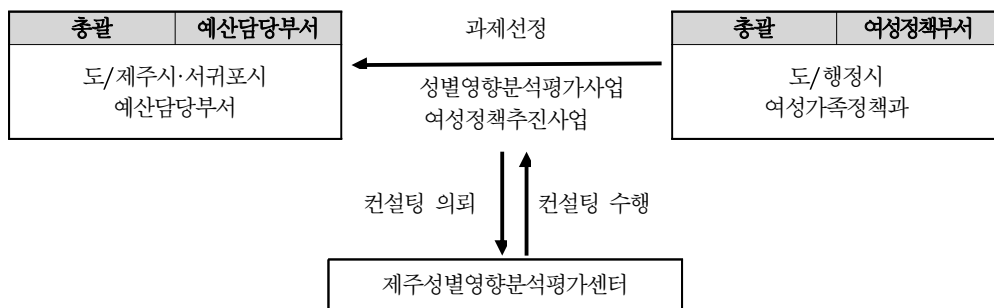 총괄 예산담당부서
도/제주시·서귀포시
예산담당부서
과제선정
성별영향분석평가사업
여성정책추진사업
총괄 여성정책부서
도/행정시
여성가족정책과
컨설팅 의뢰
컨설팅 수행
제주성별영향분석평가센터